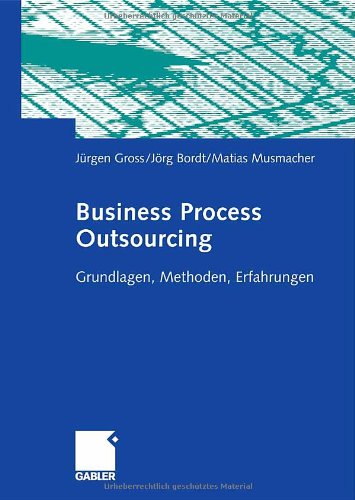 Urheberrechtlich geschütztes Material
Jürgen Gross/Jörg Bordt/Matias Musmacher
Business Process
Outsourcing
Grundlagen, Methoden, Erfahrungen
GABLER
Urheberrechtlich geschütztes Material